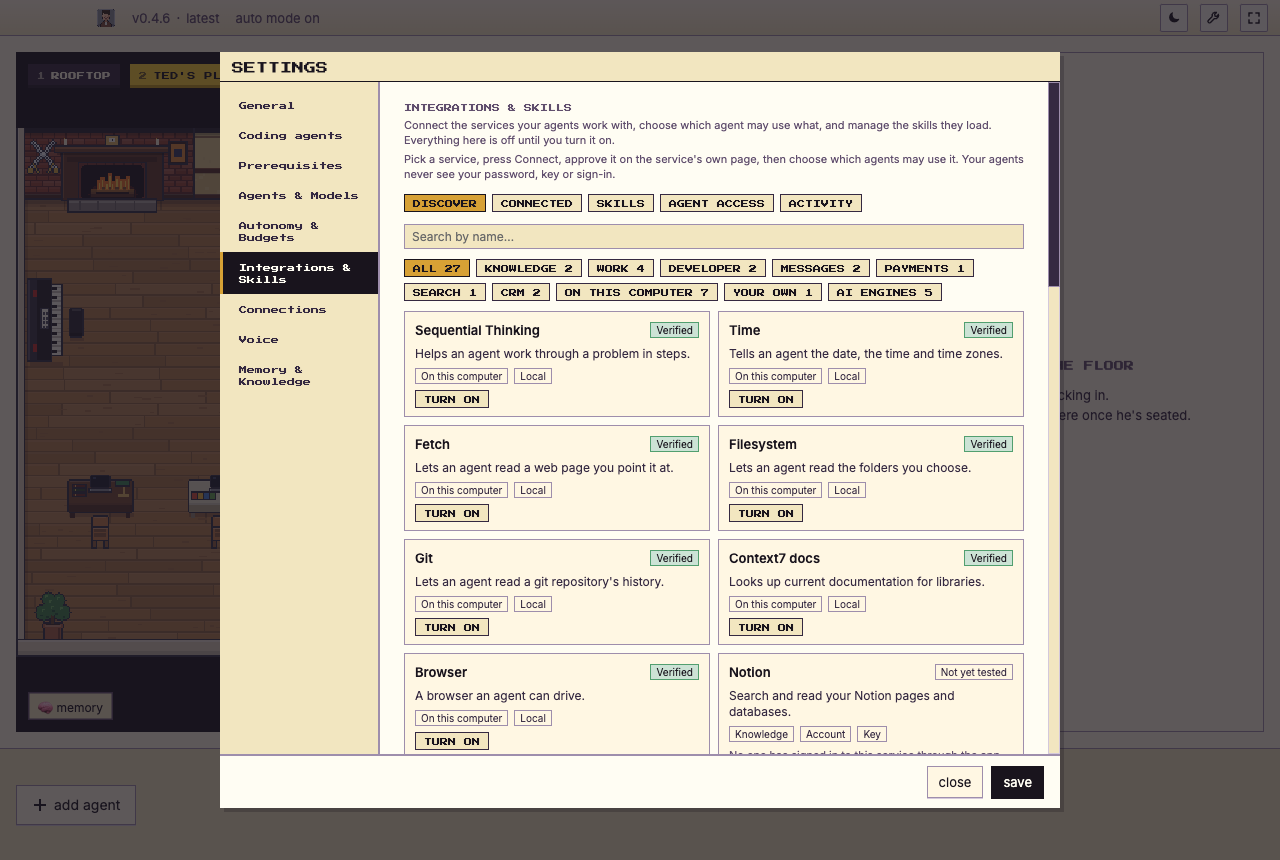 v0.4.6 · latest auto mode on
1 ROOFTOP
2 TED'S PL
SETTINGS
General
Coding agents
Prerequisites
Agents & Models
Autonomy &
Budgets
Integrations &
Skills
Connections
Voice
Memory &
Knowledge
INTEGRATIONS & SKILLS
Connect the services your agents work with, choose which agent may use what, and manage the skills they load.
Everything here is off until you turn it on.
Pick a service, press Connect, approve it on the service's own page, then choose which agents may use it. Your agents
never see your password, key or sign-in.
DISCOVER CONNECTED SKILLS AGENT ACCESS ACTIVITY
Search by name...
ALL 27 KNOWLEDGE 2 WORK 4 DEVELOPER 2 MESSAGES 2 PAYMENTS 1
SEARCH 1 CRM 2 ON THIS COMPUTER 7 YOUR OWN 1 AI ENGINES 5
Sequential Thinking Verified
Helps an agent work through a problem in steps.
On this computer Local
TURN ON
Time Verified
Tells an agent the date, the time and time zones.
On this computer Local
TURN ON
Fetch Verified
Lets an agent read a web page you point it at.
On this computer Local
TURN ON
Filesystem Verified
Lets an agent read the folders you choose.
On this computer Local
TURN ON
Git Verified
Lets an agent read a git repository's history.
On this computer Local
TURN ON
Context7 docs Verified
Looks up current documentation for libraries.
On this computer Local
TURN ON
Browser Verified
A browser an agent can drive.
On this computer Local
TURN ON
Notion Not yet tested
Search and read your Notion pages and
databases.
Knowledge Account Key
No one has signed in to this service through the app
close save
E FLOOR
cking in.
ere once he's seated.
memory
+ add agent